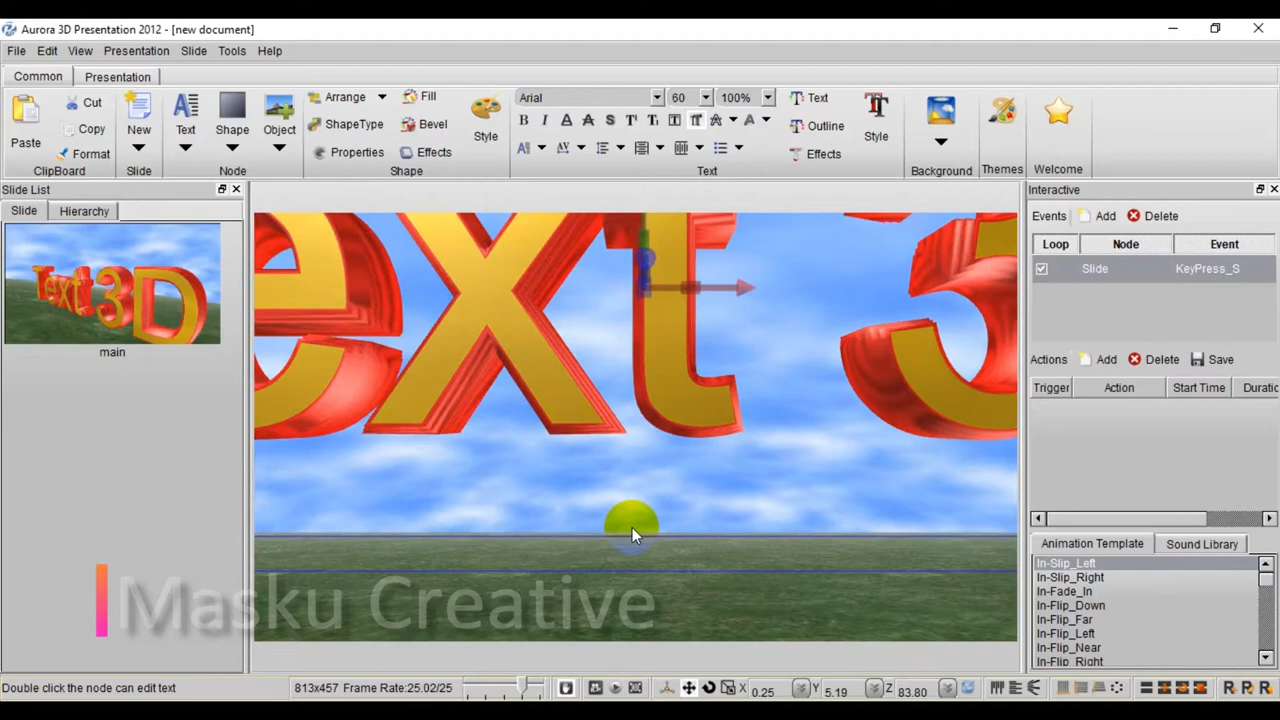 Aurora 3D Presentation 2012 - [new document]
File Edit View Presentation Slide Tools Help
Common Presentation
Paste Cut Copy Format ClipBoard
New Slide
Text Shape Object Node
Arrange ShapeType Properties Fill Bevel Effects Style Shape
Arial 60 100% Text Outline Effects Style Text
Background
Themes
Welcome
Slide List
Slide Hierarchy
Text 3D
main
ext 3
Masku Creative
Interactive
Events Add Delete
Loop Node Event
Slide KeyPress_S
Actions Add Delete Save
Trigger Action Start Time Duratic
Animation Template Sound Library
In-Slip_Left
In-Slip_Right
In-Fade_In
In-Flip_Down
In-Flip_Far
In-Flip_Left
In-Flip_Near
In-Flip_Right
Double click the node can edit text 813x457 Frame Rate:25.02/25 X 0.25 Y 5.19 Z 83.80